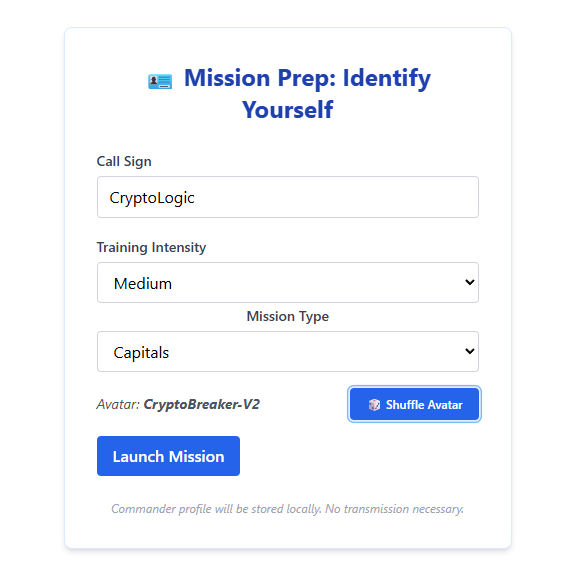 Mission Prep: Identify
Yourself
Call Sign
CryptoLogic
Training Intensity
Medium
Mission Type
Capitals
Avatar: CryptoBreaker-V2
Shuffle Avatar
Launch Mission
Commander profile will be stored locally. No transmission necessary.